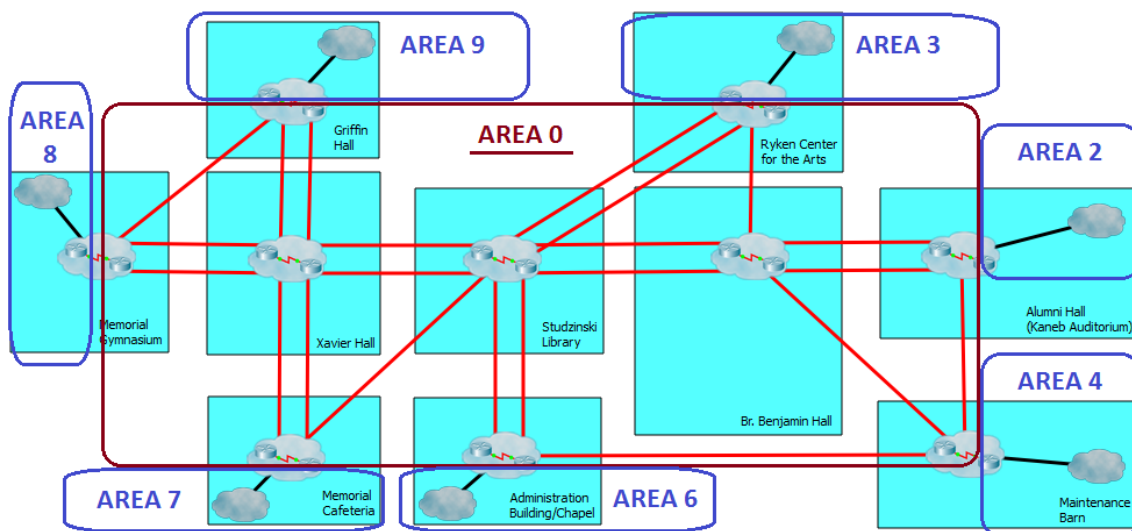 AREA 9
AREA 3
AREA
8
Griffin
Hall
AREA 0
Ryken Center
for the Arts
AREA 2
Memorial
Gymnasium
Xavier Hall
Studzinski
Library
Br. Benjamin Hall
Alumni Hall
(Kaneb Auditorium)
AREA 4
AREA 7
Memorial
Cafeteria
Administration
Building/Chapel
AREA 6
Maintenance
Barn